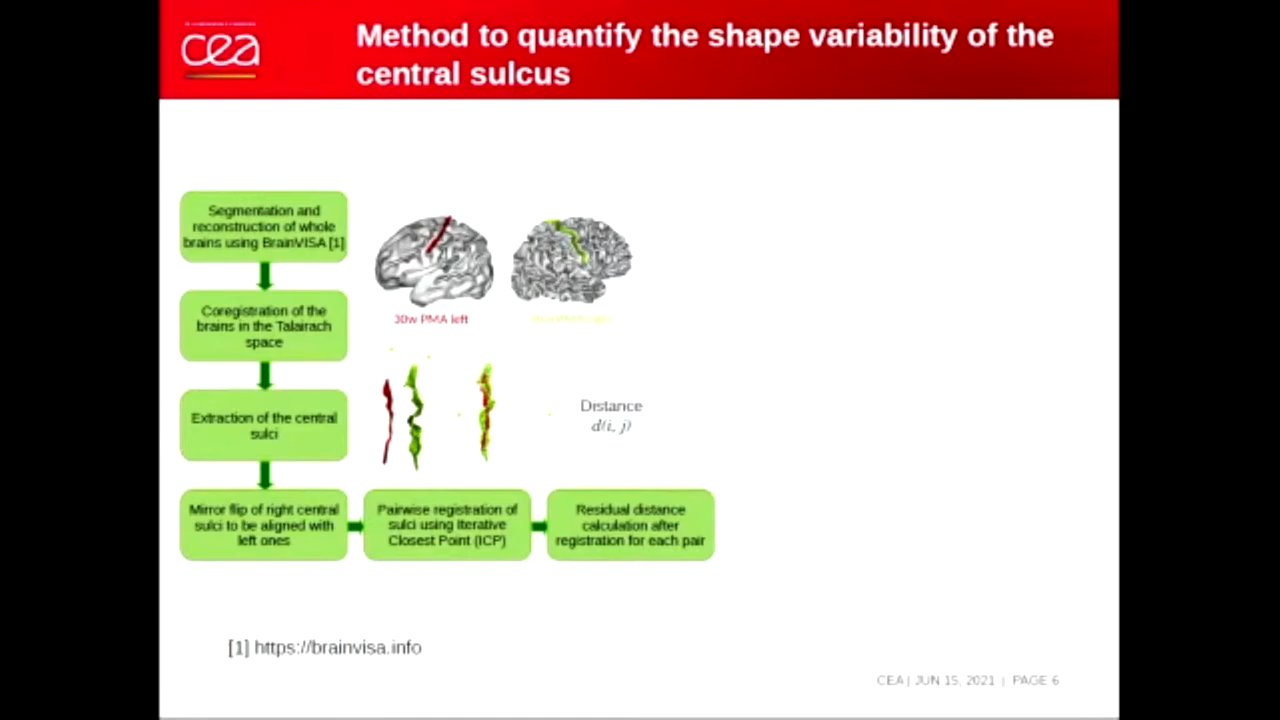 cea
Method to quantify the shape variability of the
central sulcus
Segmentation and
reconstruction of whole
brains using BrainVISA [1]
Coregistration of the
brains in the Talairach
space
Extraction of the central
sulci
Mirror flip of right central
sulci to be aligned with
left ones
30w PMA left
Distance
d(i, j)
Pairwise registration of
sulci using Iterative
Closest Point (ICP)
Residual distance
calculation after
registration for each pair
[1] https://brainvisa.info
CEA | JUN 15, 2021 | PAGE 6